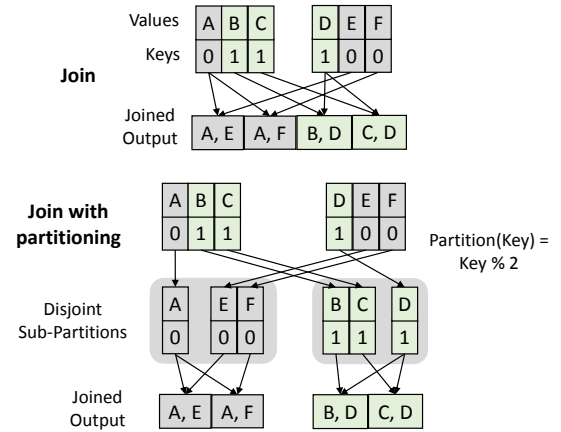 Values A B C D E F
Keys 0 1 1 1 0 0
Join
Joined
Output
A, E A, F B, D C, D
A B C D E F
0 1 1 1 0 0
Join with
partitioning
Partition(Key) =
Key % 2
Disjoint
Sub-Partitions
A E F B C D
0 0 0 1 1 1
Joined
Output
A, E A, F B, D C, D